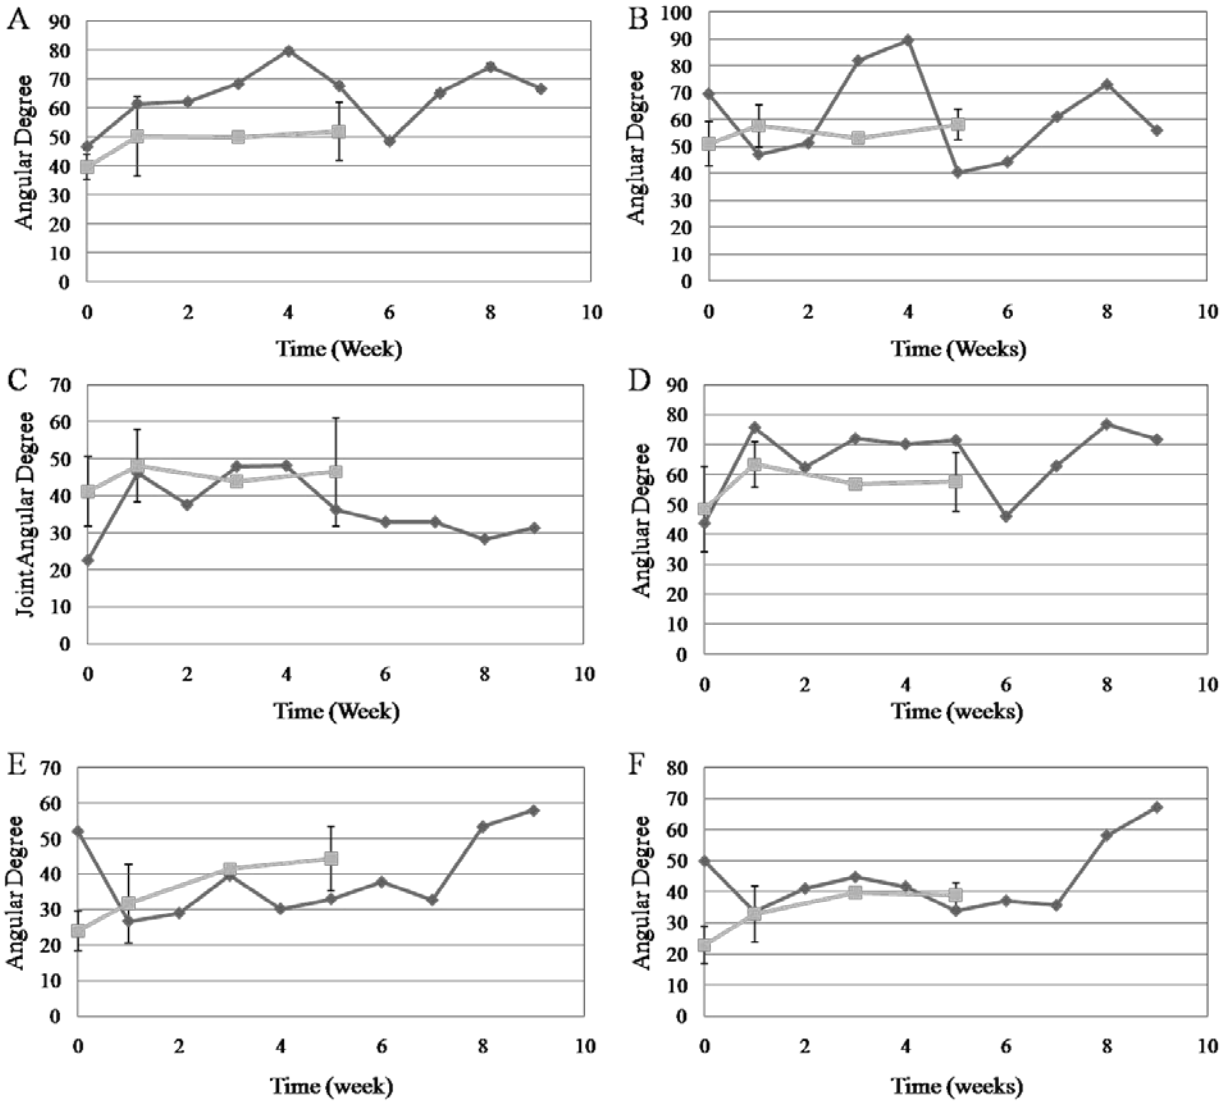 A
90
80
70
60
50
40
30
20
10
0
Angular Degree
0 2 4 6 8 10
Time (Week)
B
100
90
80
70
60
50
40
30
20
10
0
Angluar Degree
0 2 4 6 8 10
Time (Weeks)
C
70
60
50
40
30
20
10
0
Joint Angular Degree
0 2 4 6 8 10
Time (Week)
D
90
80
70
60
50
40
30
20
10
0
Angluar Degree
0 2 4 6 8 10
Time (weeks)
E
70
60
50
40
30
20
10
0
Angular Degree
0 2 4 6 8 10
Time (week)
F
80
70
60
50
40
30
20
10
0
Angular Degree
0 2 4 6 8 10
Time (weeks)